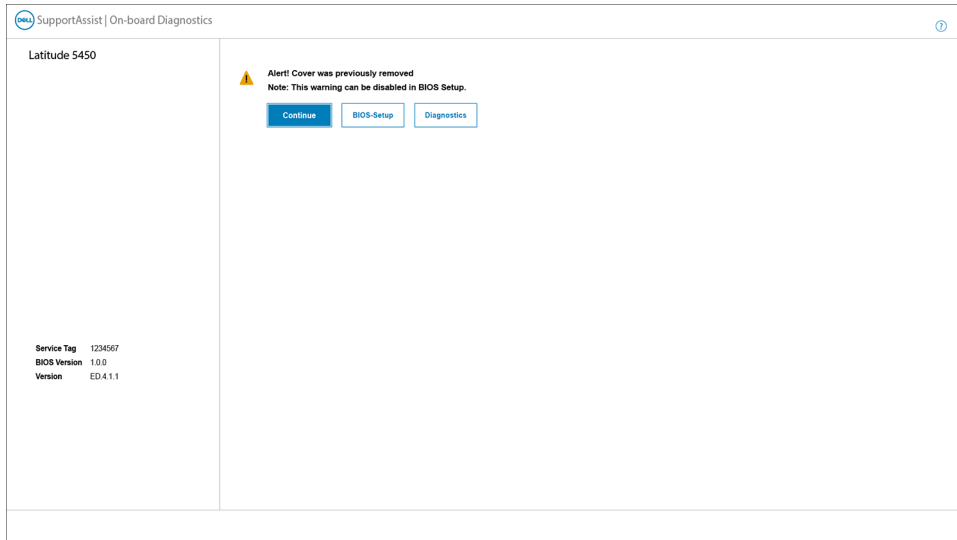 DELL SupportAssist | On-board Diagnostics
?
Latitude 5450
Alert! Cover was previously removed
Note: This warning can be disabled in BIOS Setup.
Continue BIOS-Setup Diagnostics
Service Tag 1234567
BIOS Version 1.0.0
Version ED.4.1.1